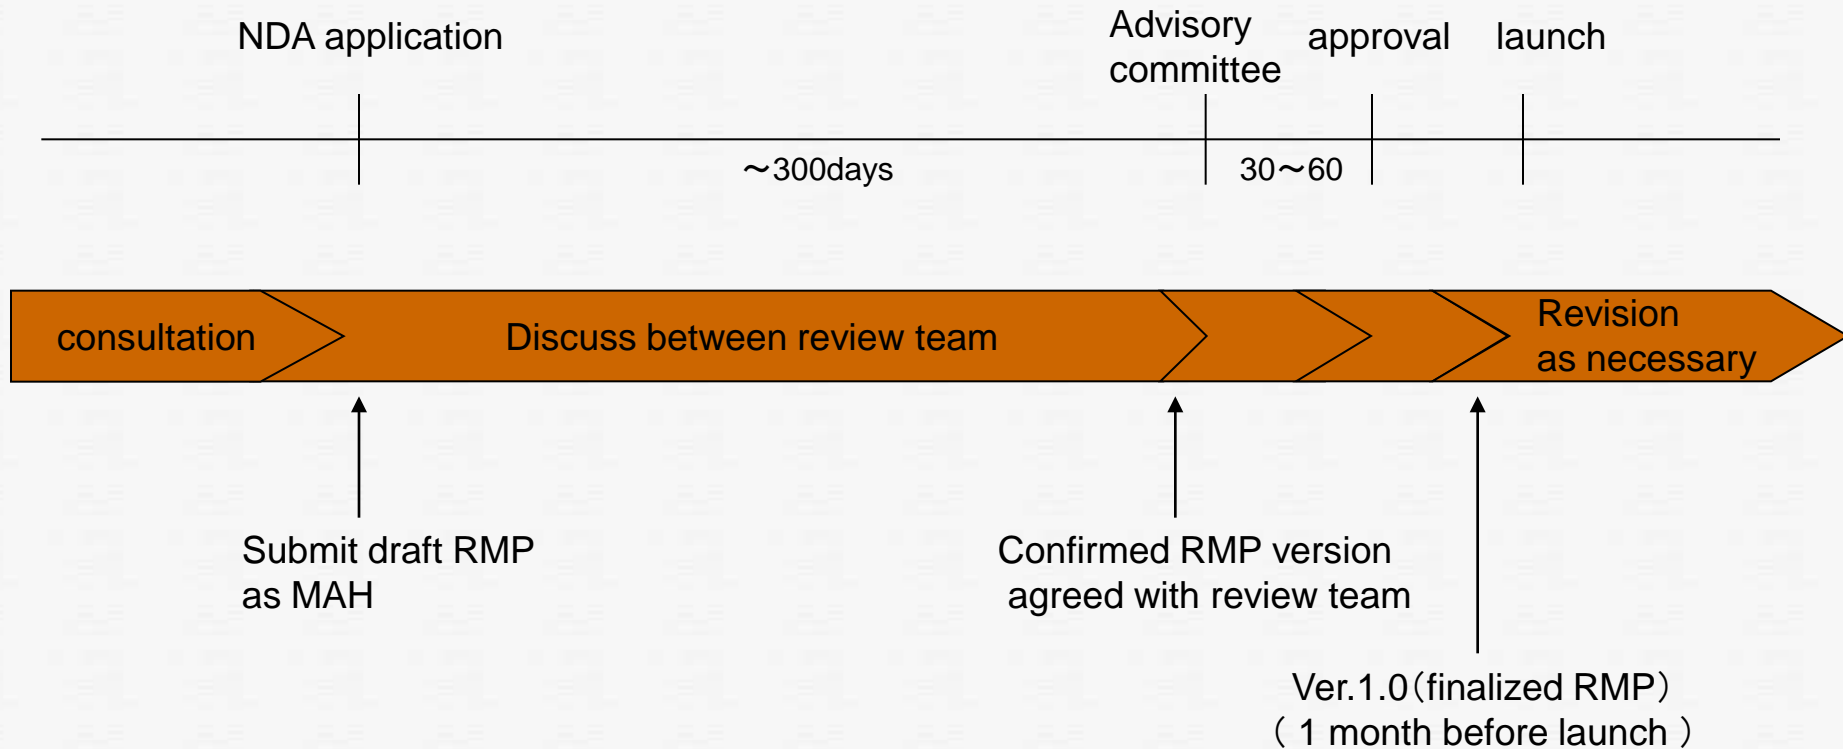 NDA application
Advisory
committee
approval
launch
～300days
30～60
consultation
Discuss between review team
Revision
as necessary
Submit draft RMP
as MAH
Confirmed RMP version
agreed with review team
Ver.1.0（finalized RMP）
（ 1 month before launch ）